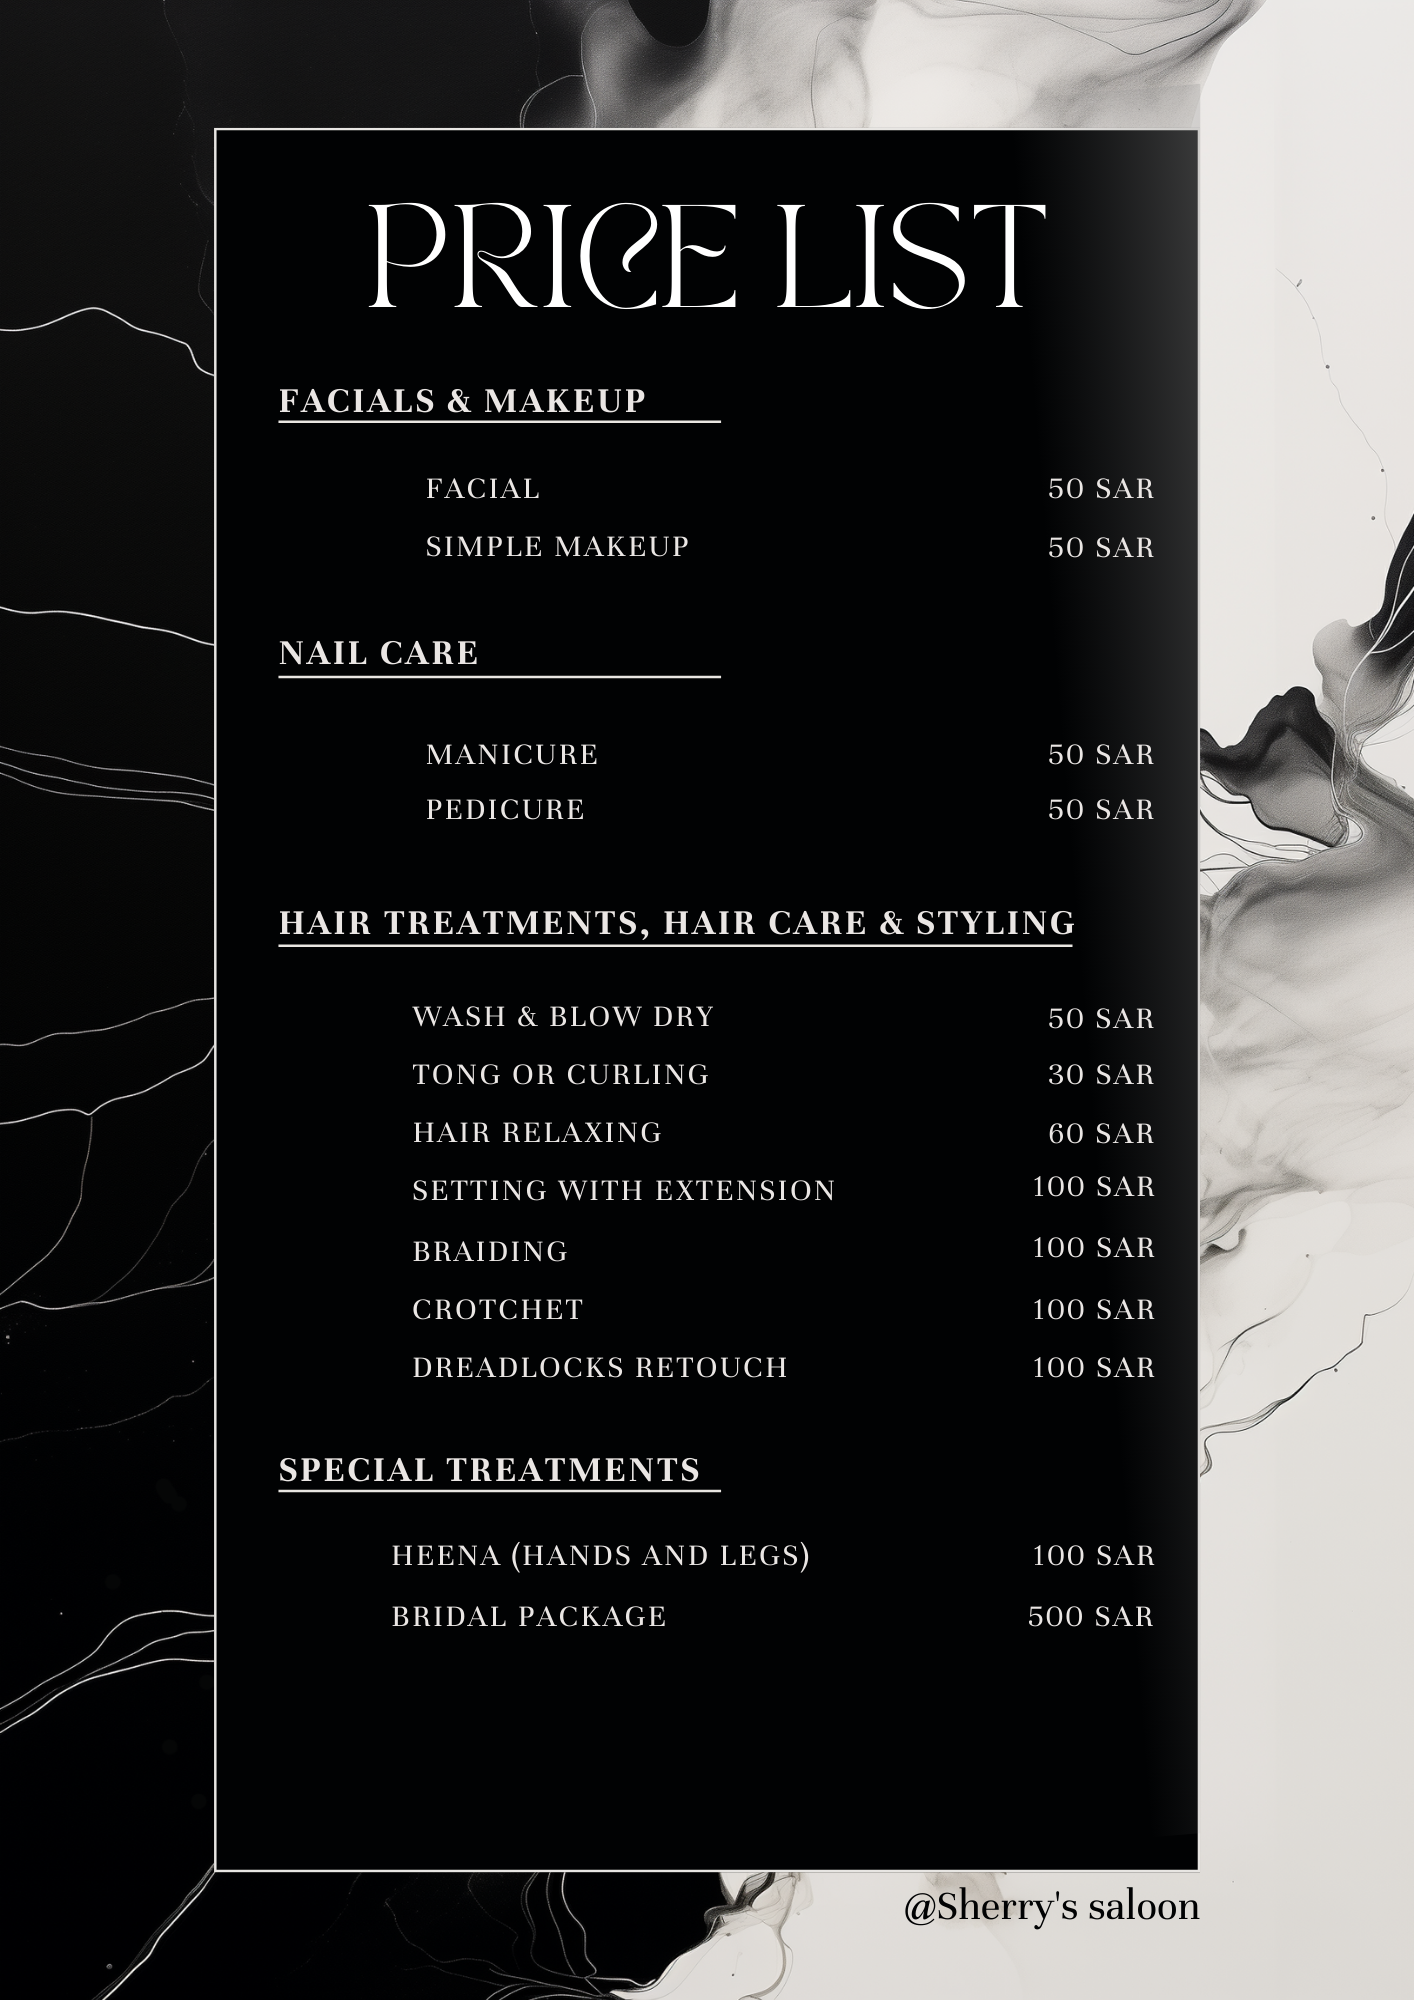 PRICE LIST
FACIALS & MAKEUP
FACIAL 50 SAR
SIMPLE MAKEUP 50 SAR
NAIL CARE
MANICURE 50 SAR
PEDICURE 50 SAR
HAIR TREATMENTS, HAIR CARE & STYLING
WASH & BLOW DRY 50 SAR
TONG OR CURLING 30 SAR
HAIR RELAXING 60 SAR
SETTING WITH EXTENSION 100 SAR
BRAIDING 100 SAR
CROTCHET 100 SAR
DREADLOCKS RETOUCH 100 SAR
SPECIAL TREATMENTS
HEENA (HANDS AND LEGS) 100 SAR
BRIDAL PACKAGE 500 SAR
@Sherry's saloon